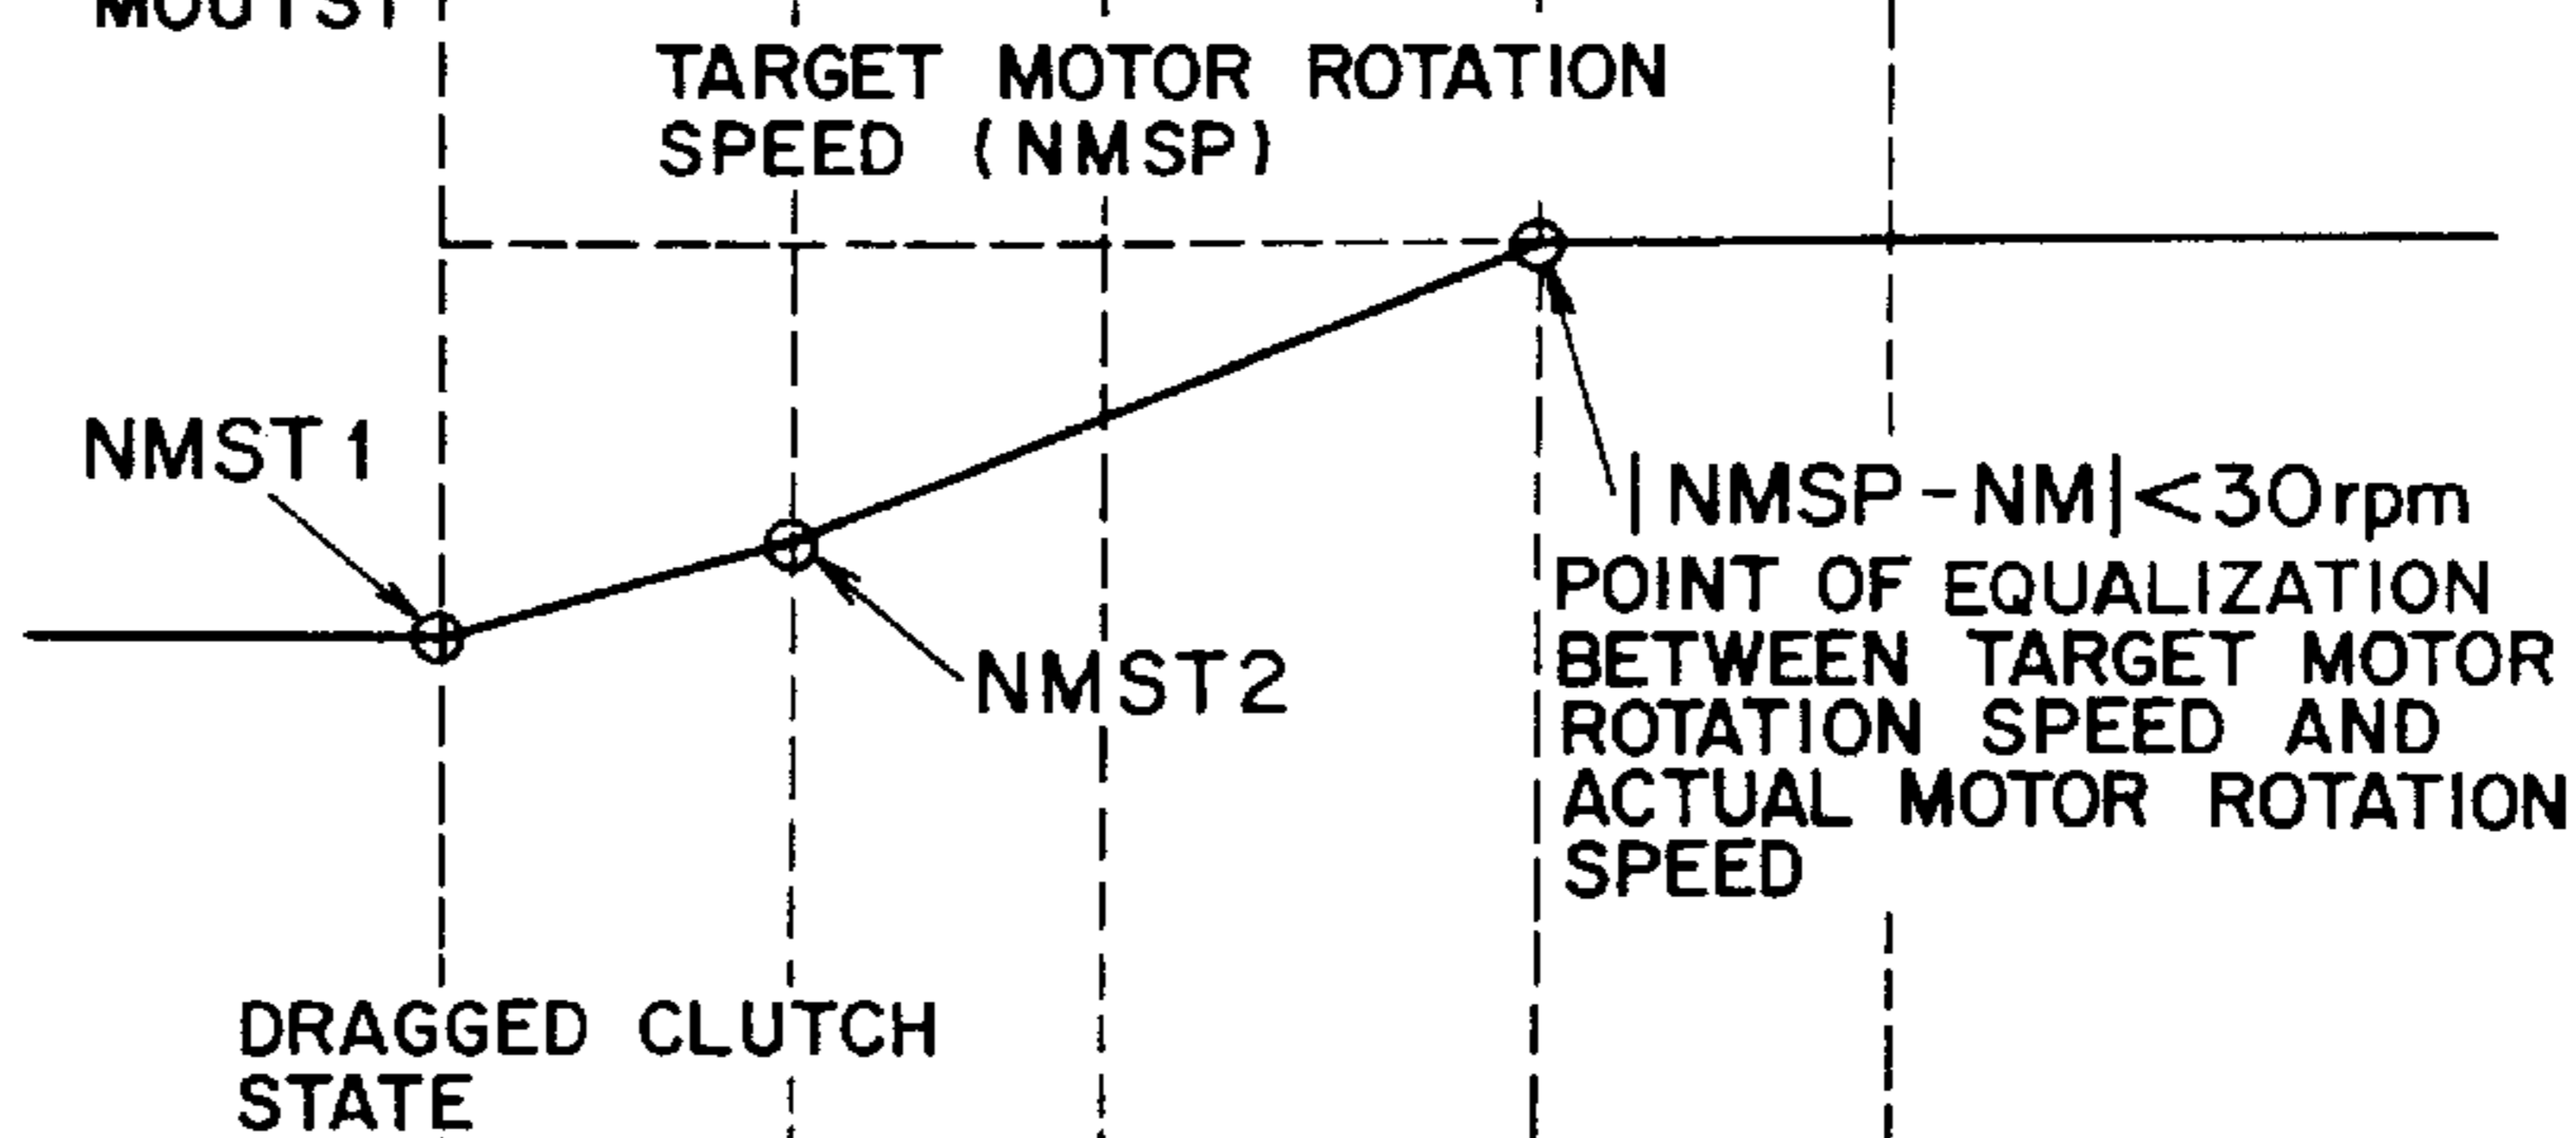 MOUTST
TARGET MOTOR ROTATION
SPEED (NMSP)
NMST1
|NMSP-NM|<30rpm
POINT OF EQUALIZATION
BETWEEN TARGET MOTOR
ROTATION SPEED AND
ACTUAL MOTOR ROTATION
SPEED
NMST2
DRAGGED CLUTCH
STATE